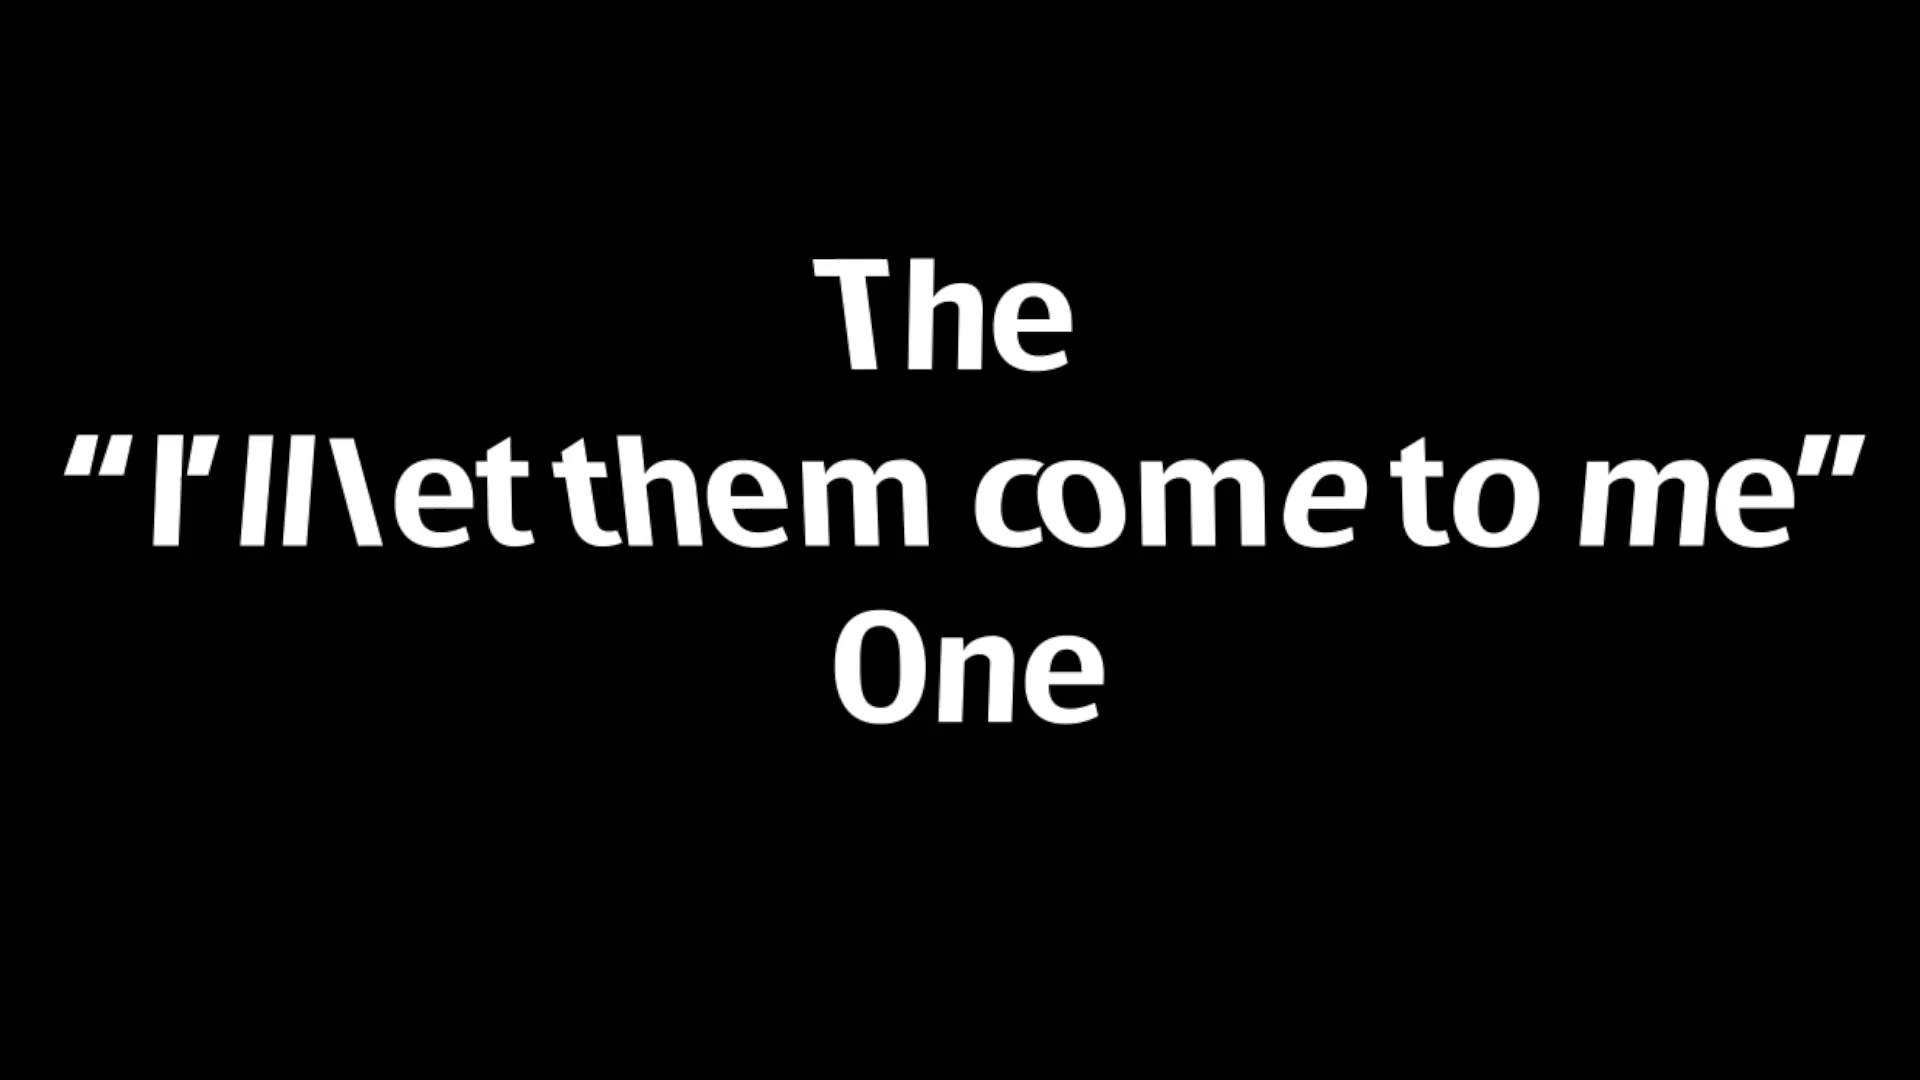 The
“I’ll let them come to me”
One